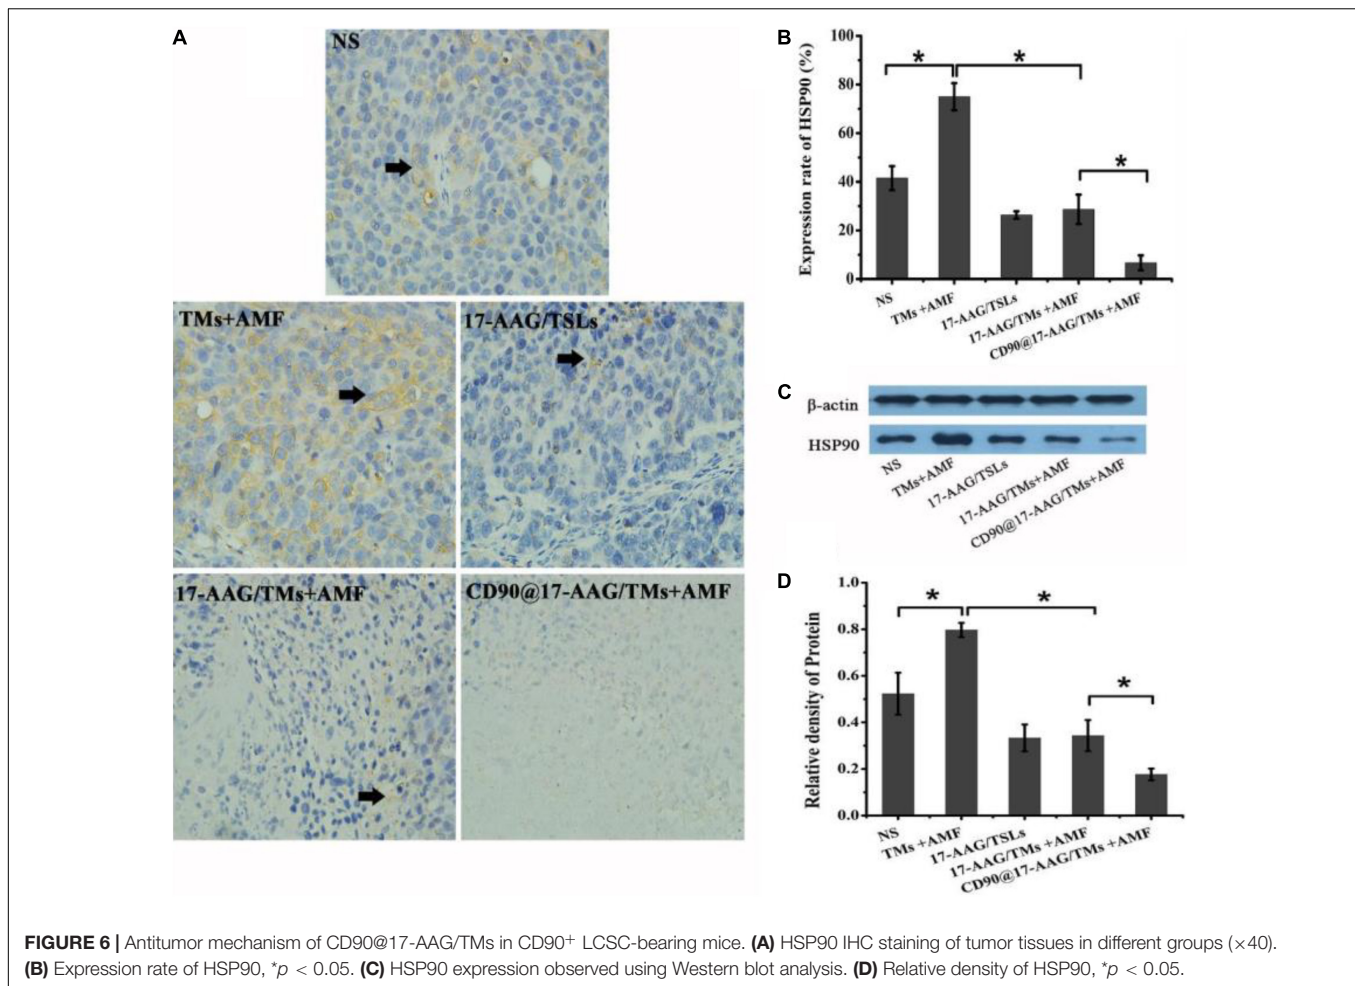 A
NS
TMs+AMF
17-AAG/TSLs
17-AAG/TMs+AMF
CD90@17-AAG/TMs+AMF
B
Expression rate of HSP90 (%)
100
80
60
40
20
0
*
*
*
NS
TMs +AMF
17-AAG/TSLs
17-AAG/TMs +AMF
CD90@17-AAG/TMs +AMF
C
β-actin
HSP90
NS
TMs+AMF
17-AAG/TSLs
17-AAG/TMs+AMF
CD90@17-AAG/TMs+AMF
D
Relative density of Protein
1.0
0.8
0.6
0.4
0.2
0.0
*
*
*
NS
TMs +AMF
17-AAG/TSLs
17-AAG/TMs +AMF
CD90@17-AAG/TMs +AMF
FIGURE 6 | Antitumor mechanism of CD90@17-AAG/TMs in CD90⁺ LCSC-bearing mice. (A) HSP90 IHC staining of tumor tissues in different groups (×40).
(B) Expression rate of HSP90, *p < 0.05. (C) HSP90 expression observed using Western blot analysis. (D) Relative density of HSP90, *p < 0.05.